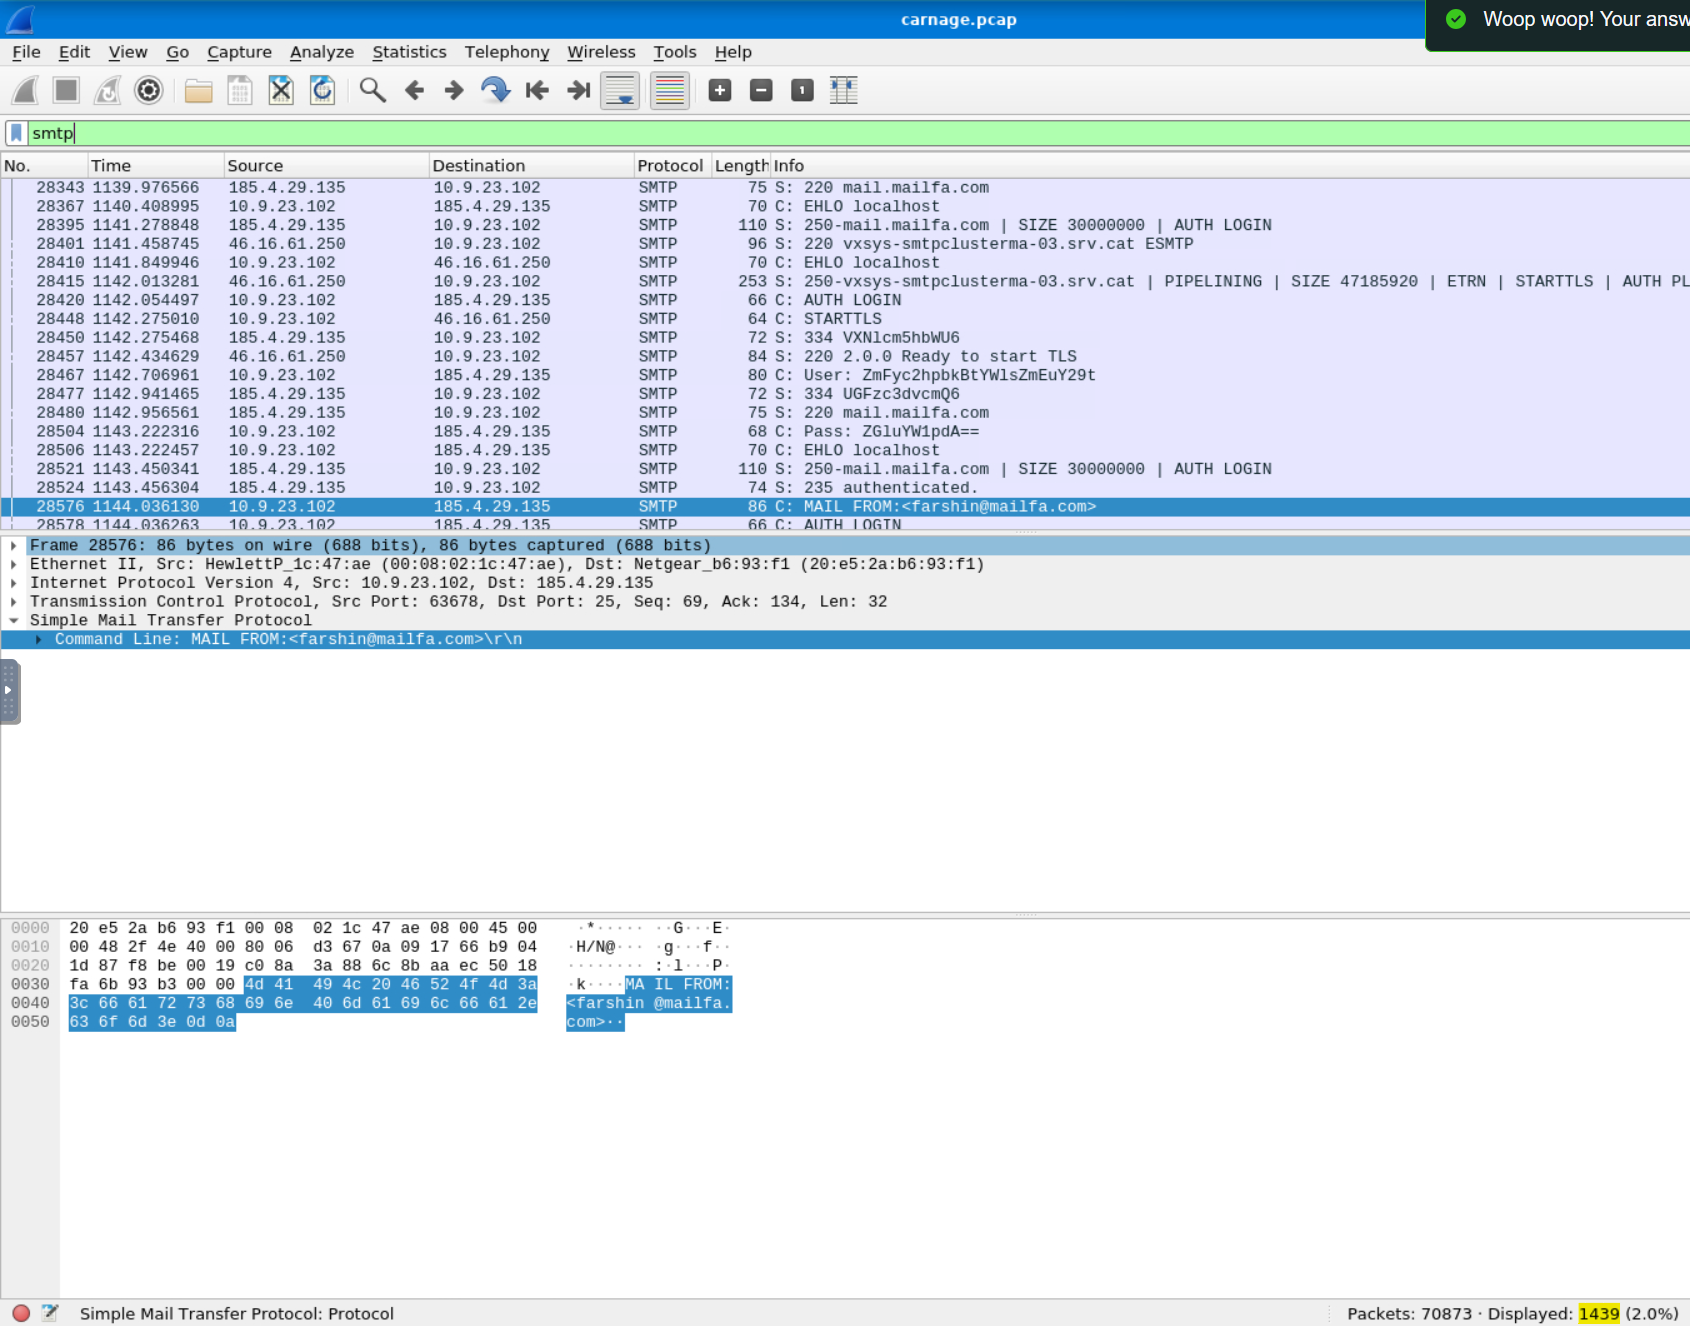 carnage.pcap
Woop woop! Your answ
File Edit View Go Capture Analyze Statistics Telephony Wireless Tools Help
smtp
No. Time Source Destination Protocol Length Info
28343 1139.976566 185.4.29.135 10.9.23.102 SMTP 75 S: 220 mail.mailfa.com
28367 1140.408995 10.9.23.102 185.4.29.135 SMTP 70 C: EHLO localhost
28395 1141.278848 185.4.29.135 10.9.23.102 SMTP 110 S: 250-mail.mailfa.com | SIZE 30000000 | AUTH LOGIN
28401 1141.458745 46.16.61.250 10.9.23.102 SMTP 96 S: 220 vxsys-smtpclusterma-03.srv.cat ESMTP
28410 1141.849946 10.9.23.102 46.16.61.250 SMTP 70 C: EHLO localhost
28415 1142.013281 46.16.61.250 10.9.23.102 SMTP 253 S: 250-vxsys-smtpclusterma-03.srv.cat | PIPELINING | SIZE 47185920 | ETRN | STARTTLS | AUTH PL
28420 1142.054497 10.9.23.102 185.4.29.135 SMTP 66 C: AUTH LOGIN
28448 1142.275010 10.9.23.102 46.16.61.250 SMTP 64 C: STARTTLS
28450 1142.275468 185.4.29.135 10.9.23.102 SMTP 72 S: 334 VXNlcm5hbWU6
28457 1142.434629 46.16.61.250 10.9.23.102 SMTP 84 S: 220 2.0.0 Ready to start TLS
28467 1142.706961 10.9.23.102 185.4.29.135 SMTP 80 C: User: ZmFyc2hpbkBtYWlsZmEuY29t
28477 1142.941465 185.4.29.135 10.9.23.102 SMTP 72 S: 334 UGFzc3dvcmQ6
28480 1142.956561 185.4.29.135 10.9.23.102 SMTP 75 S: 220 mail.mailfa.com
28504 1143.222316 10.9.23.102 185.4.29.135 SMTP 68 C: Pass: ZGluYW1pdA==
28506 1143.222457 10.9.23.102 185.4.29.135 SMTP 70 C: EHLO localhost
28521 1143.450341 185.4.29.135 10.9.23.102 SMTP 110 S: 250-mail.mailfa.com | SIZE 30000000 | AUTH LOGIN
28524 1143.456304 185.4.29.135 10.9.23.102 SMTP 74 S: 235 authenticated.
28576 1144.036130 10.9.23.102 185.4.29.135 SMTP 86 C: MAIL FROM:<farshin@mailfa.com>
28578 1144.036263 10.9.23.102 185.4.29.135 SMTP 66 C: AUTH LOGIN
Frame 28576: 86 bytes on wire (688 bits), 86 bytes captured (688 bits)
Ethernet II, Src: HewlettP_1c:47:ae (00:08:02:1c:47:ae), Dst: Netgear_b6:93:f1 (20:e5:2a:b6:93:f1)
Internet Protocol Version 4, Src: 10.9.23.102, Dst: 185.4.29.135
Transmission Control Protocol, Src Port: 63678, Dst Port: 25, Seq: 69, Ack: 134, Len: 32
Simple Mail Transfer Protocol
Command Line: MAIL FROM:<farshin@mailfa.com>\r\n
0000 20 e5 2a b6 93 f1 00 08 02 1c 47 ae 08 00 45 00 ·*····· ··G···E·
0010 00 48 2f 4e 40 00 80 06 d3 67 0a 09 17 66 b9 04 ·H/N@··· ·g···f··
0020 1d 87 f8 be 00 19 c0 8a 3a 88 6c 8b aa ec 50 18 ········ :·l···P·
0030 fa 6b 93 b3 00 00 4d 41 49 4c 20 46 52 4f 4d 3a ·k····MA IL FROM:
0040 3c 66 61 72 73 68 69 6e 40 6d 61 69 6c 66 61 2e <farshin @mailfa.
0050 63 6f 6d 3e 0d 0a com>··
Simple Mail Transfer Protocol: Protocol
Packets: 70873 · Displayed: 1439 (2.0%)